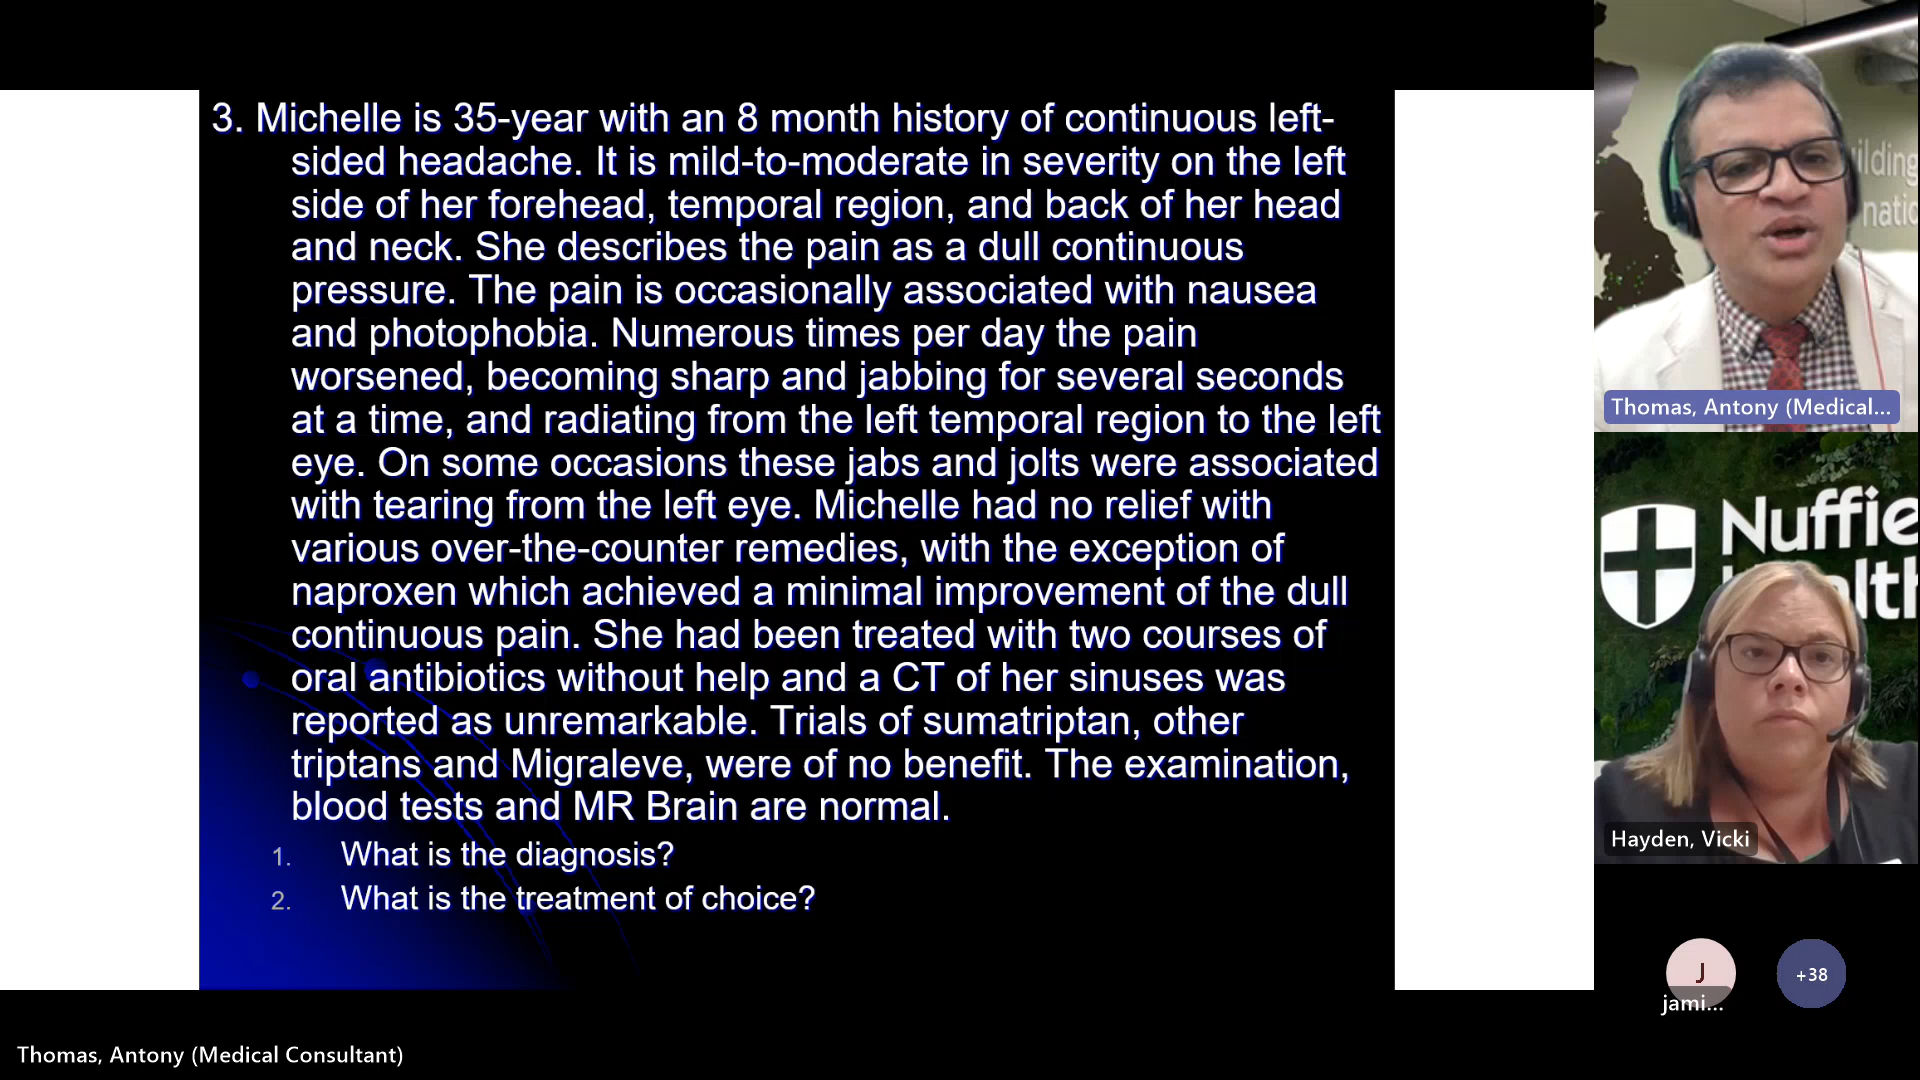 3. Michelle is 35-year with an 8 month history of continuous left-
sided headache. It is mild-to-moderate in severity on the left
side of her forehead, temporal region, and back of her head
and neck. She describes the pain as a dull continuous
pressure. The pain is occasionally associated with nausea
and photophobia. Numerous times per day the pain
worsened, becoming sharp and jabbing for several seconds
at a time, and radiating from the left temporal region to the left
eye. On some occasions these jabs and jolts were associated
with tearing from the left eye. Michelle had no relief with
various over-the-counter remedies, with the exception of
naproxen which achieved a minimal improvement of the dull
continuous pain. She had been treated with two courses of
oral antibiotics without help and a CT of her sinuses was
reported as unremarkable. Trials of sumatriptan, other
triptans and Migraleve, were of no benefit. The examination,
blood tests and MR Brain are normal.
1. What is the diagnosis?
2. What is the treatment of choice?
ilding
natio
Thomas, Antony (Medical...
Nuffie
Health
Hayden, Vicki
J
jami...
+38
Thomas, Antony (Medical Consultant)